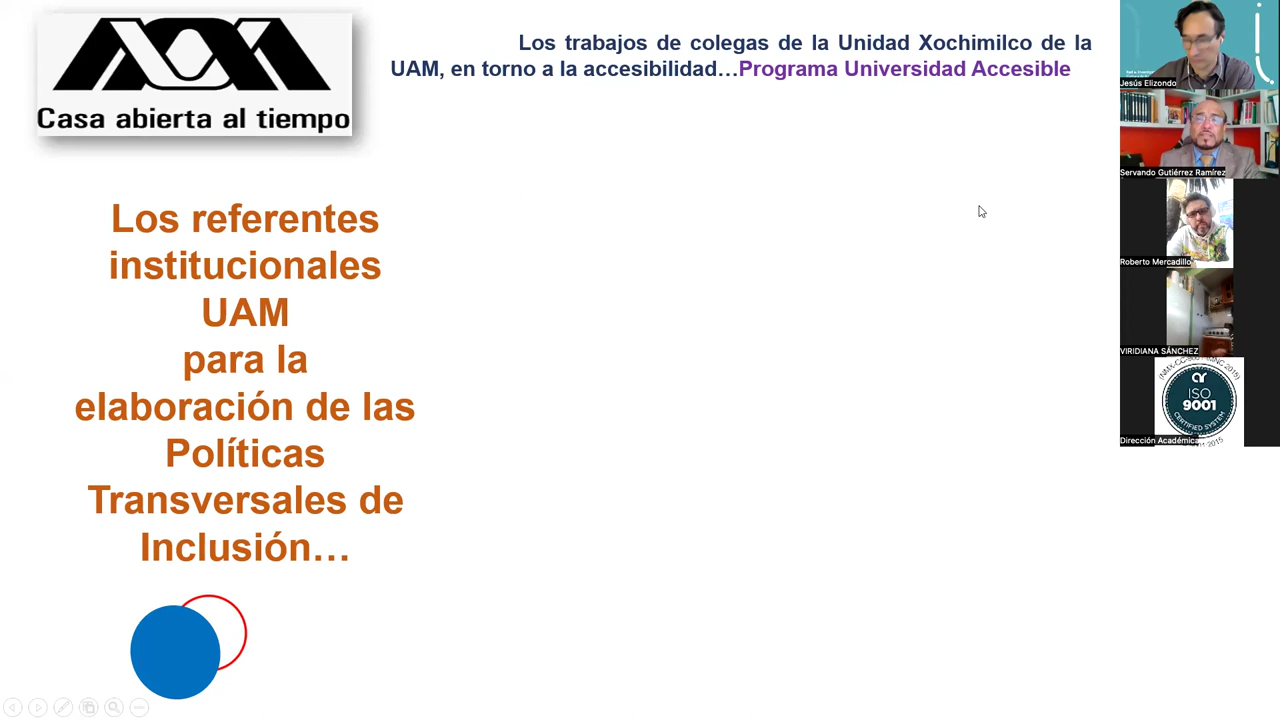 Casa abierta al tiempo
Los trabajos de colegas de la Unidad Xochimilco de la
UAM, en torno a la accesibilidad…Programa Universidad Accesible
Los referentes
institucionales
UAM
para la
elaboración de las
Políticas
Transversales de
Inclusión…
Jesús Elizondo
Servando Gutiérrez Ramírez
Roberto Mercadillo
VIRIDIANA SÁNCHEZ
ISO
9001
CERTIFIED SYSTEM
Dirección Académica